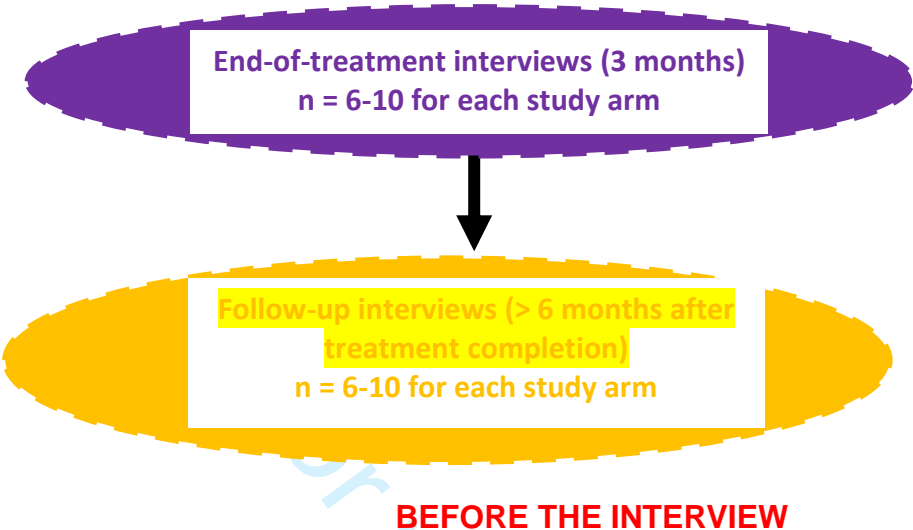 End-of-treatment interviews (3 months)
n = 6-10 for each study arm
Follow-up interviews (> 6 months after
treatment completion)
n = 6-10 for each study arm
BEFORE THE INTERVIEW